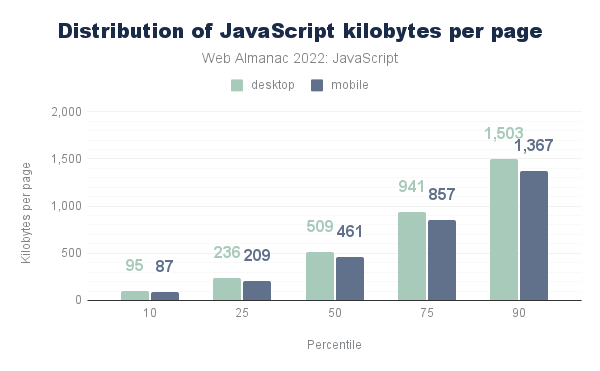 Distribution of JavaScript kilobytes per page
Web Almanac 2022: JavaScript
desktop mobile
Kilobytes per page
2,000
1,500
1,000
500
0
95 87
236 209
509 461
941 857
1,503 1,367
10 25 50 75 90
Percentile